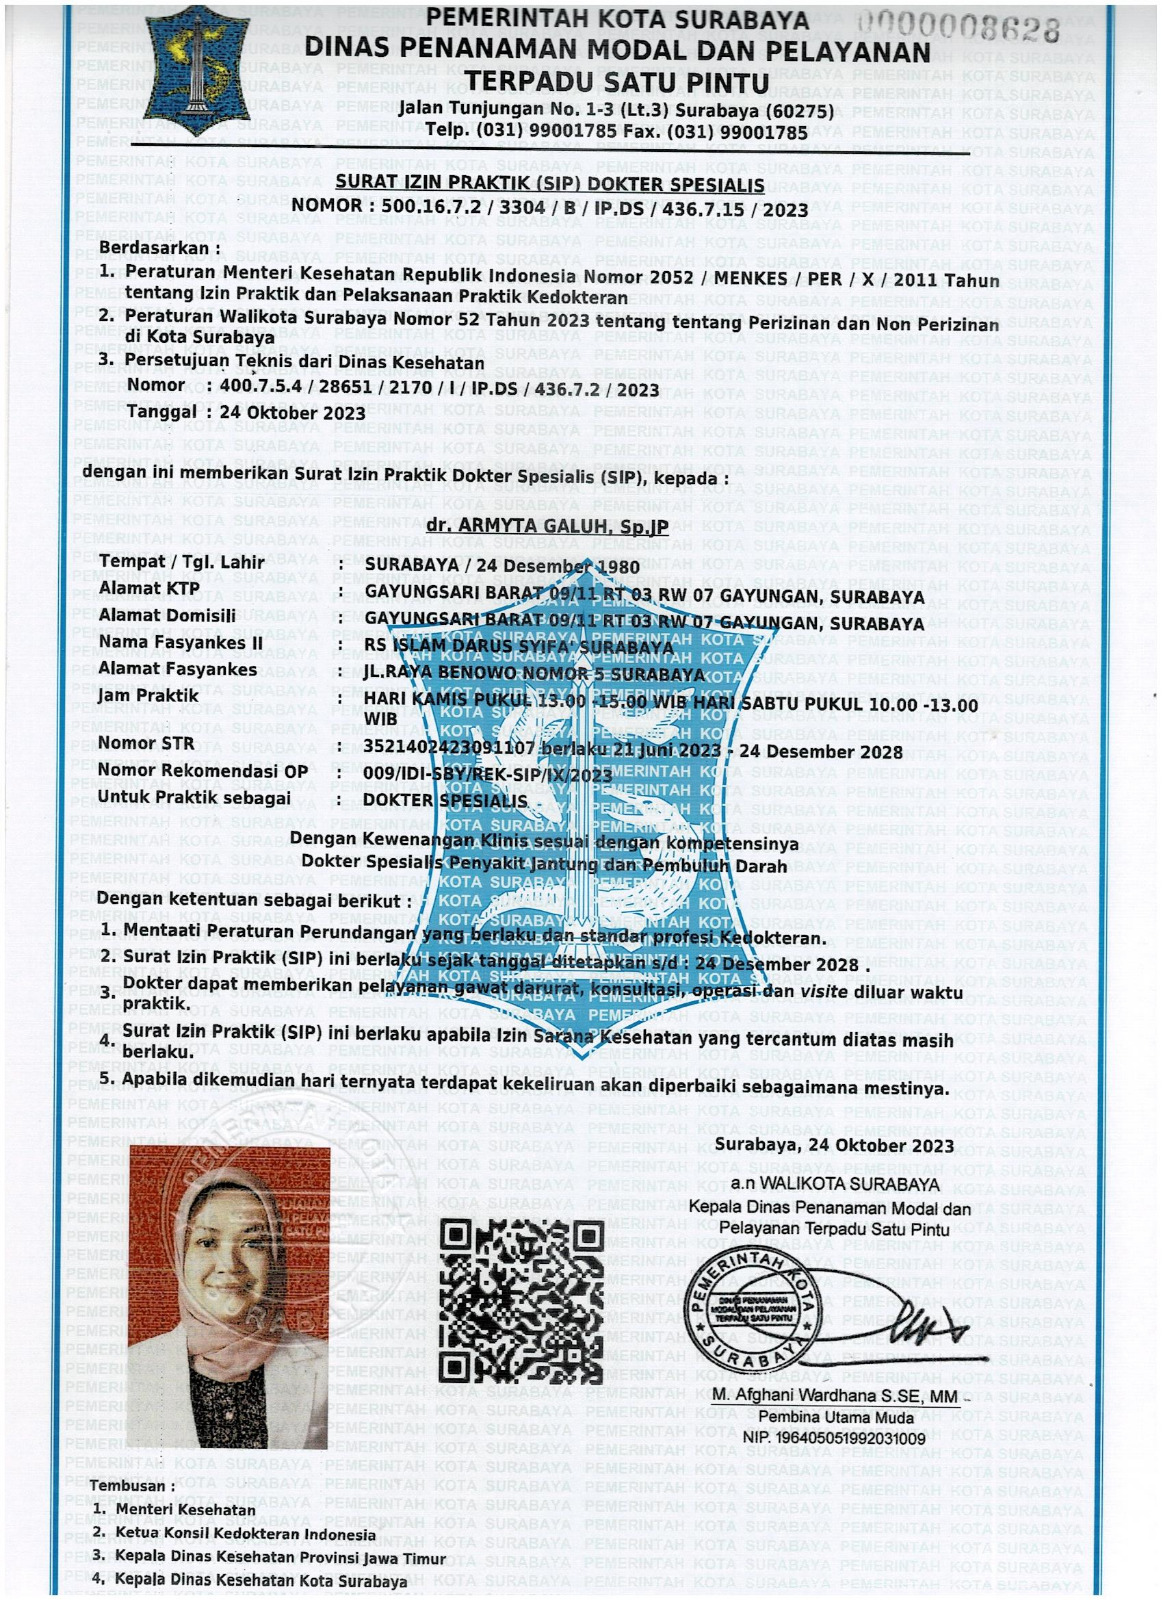 PEMERINTAH KOTA SURABAYA
0000008628
DINAS PENANAMAN MODAL DAN PELAYANAN
TERPADU SATU PINTU
Jalan Tunjungan No. 1-3 (Lt.3) Surabaya (60275)
Telp. (031) 99001785 Fax. (031) 99001785
SURAT IZIN PRAKTIK (SIP) DOKTER SPESIALIS
NOMOR : 500.16.7.2 / 3304 / B / IP.DS / 436.7.15 / 2023
Berdasarkan :
1. Peraturan Menteri Kesehatan Republik Indonesia Nomor 2052 / MENKES / PER / X / 2011 Tahun
tentang Izin Praktik dan Pelaksanaan Praktik Kedokteran
2. Peraturan Walikota Surabaya Nomor 52 Tahun 2023 tentang tentang Perizinan dan Non Perizinan
di Kota Surabaya
3. Persetujuan Teknis dari Dinas Kesehatan
Nomor : 400.7.5.4 / 28651 / 2170 / I / IP.DS / 436.7.2 / 2023
Tanggal : 24 Oktober 2023
dengan ini memberikan Surat Izin Praktik Dokter Spesialis (SIP), kepada :
dr. ARMYTA GALUH, Sp.JP
Tempat / Tgl. Lahir : SURABAYA / 24 Desember 1980
Alamat KTP : GAYUNGSARI BARAT 09/11 RT 03 RW 07 GAYUNGAN, SURABAYA
Alamat Domisili : GAYUNGSARI BARAT 09/11 RT 03 RW 07 GAYUNGAN, SURABAYA
Nama Fasyankes II : RS ISLAM DARUS SYIFA' SURABAYA
Alamat Fasyankes : JL.RAYA BENOWO NOMOR 5 SURABAYA
Jam Praktik : HARI KAMIS PUKUL 13.00 -15.00 WIB HARI SABTU PUKUL 10.00 -13.00
WIB
Nomor STR : 3521402423091107 berlaku 21 Juni 2023 - 24 Desember 2028
Nomor Rekomendasi OP : 009/IDI-SBY/REK-SIP/IX/2023
Untuk Praktik sebagai : DOKTER SPESIALIS
Dengan Kewenangan Klinis sesuai dengan kompetensinya
Dokter Spesialis Penyakit Jantung dan Pembuluh Darah
Dengan ketentuan sebagai berikut :
1. Mentaati Peraturan Perundangan yang berlaku dan standar profesi Kedokteran.
2. Surat Izin Praktik (SIP) ini berlaku sejak tanggal ditetapkan s/d : 24 Desember 2028 .
3. Dokter dapat memberikan pelayanan gawat darurat, konsultasi, operasi dan visite diluar waktu
praktik.
4. Surat Izin Praktik (SIP) ini berlaku apabila Izin Sarana Kesehatan yang tercantum diatas masih
berlaku.
5. Apabila dikemudian hari ternyata terdapat kekeliruan akan diperbaiki sebagaimana mestinya.
Surabaya, 24 Oktober 2023
a.n WALIKOTA SURABAYA
Kepala Dinas Penanaman Modal dan
Pelayanan Terpadu Satu Pintu
PEMERINTAH KOTA
DINAS PENANAMAN
MODAL DAN PELAYANAN
TERPADU SATU PINTU
SURABAYA
M. Afghani Wardhana S.SE, MM
Pembina Utama Muda
NIP. 196405051992031009
Tembusan :
1. Menteri Kesehatan
2. Ketua Konsil Kedokteran Indonesia
3. Kepala Dinas Kesehatan Provinsi Jawa Timur
4. Kepala Dinas Kesehatan Kota Surabaya